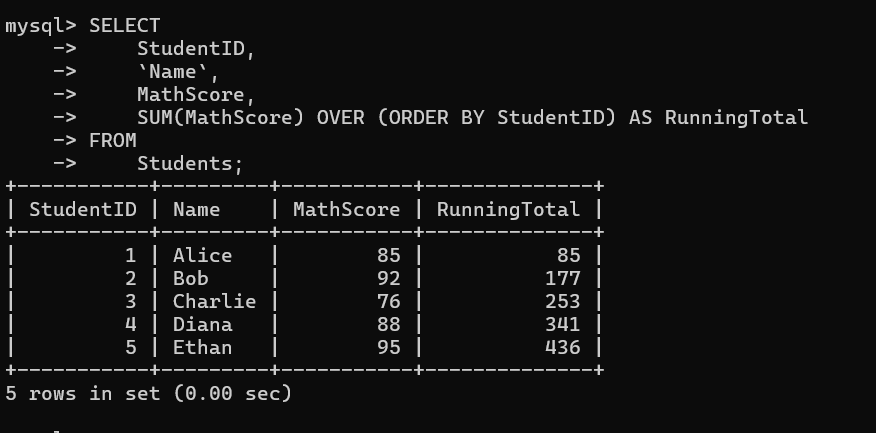 mysql> SELECT
    ->     StudentID,
    ->     `Name`,
    ->     MathScore,
    ->     SUM(MathScore) OVER (ORDER BY StudentID) AS RunningTotal
    -> FROM
    ->     Students;
+-----------+---------+-----------+--------------+
| StudentID | Name    | MathScore | RunningTotal |
+-----------+---------+-----------+--------------+
|         1 | Alice   |        85 |           85 |
|         2 | Bob     |        92 |          177 |
|         3 | Charlie |        76 |          253 |
|         4 | Diana   |        88 |          341 |
|         5 | Ethan   |        95 |          436 |
+-----------+---------+-----------+--------------+
5 rows in set (0.00 sec)